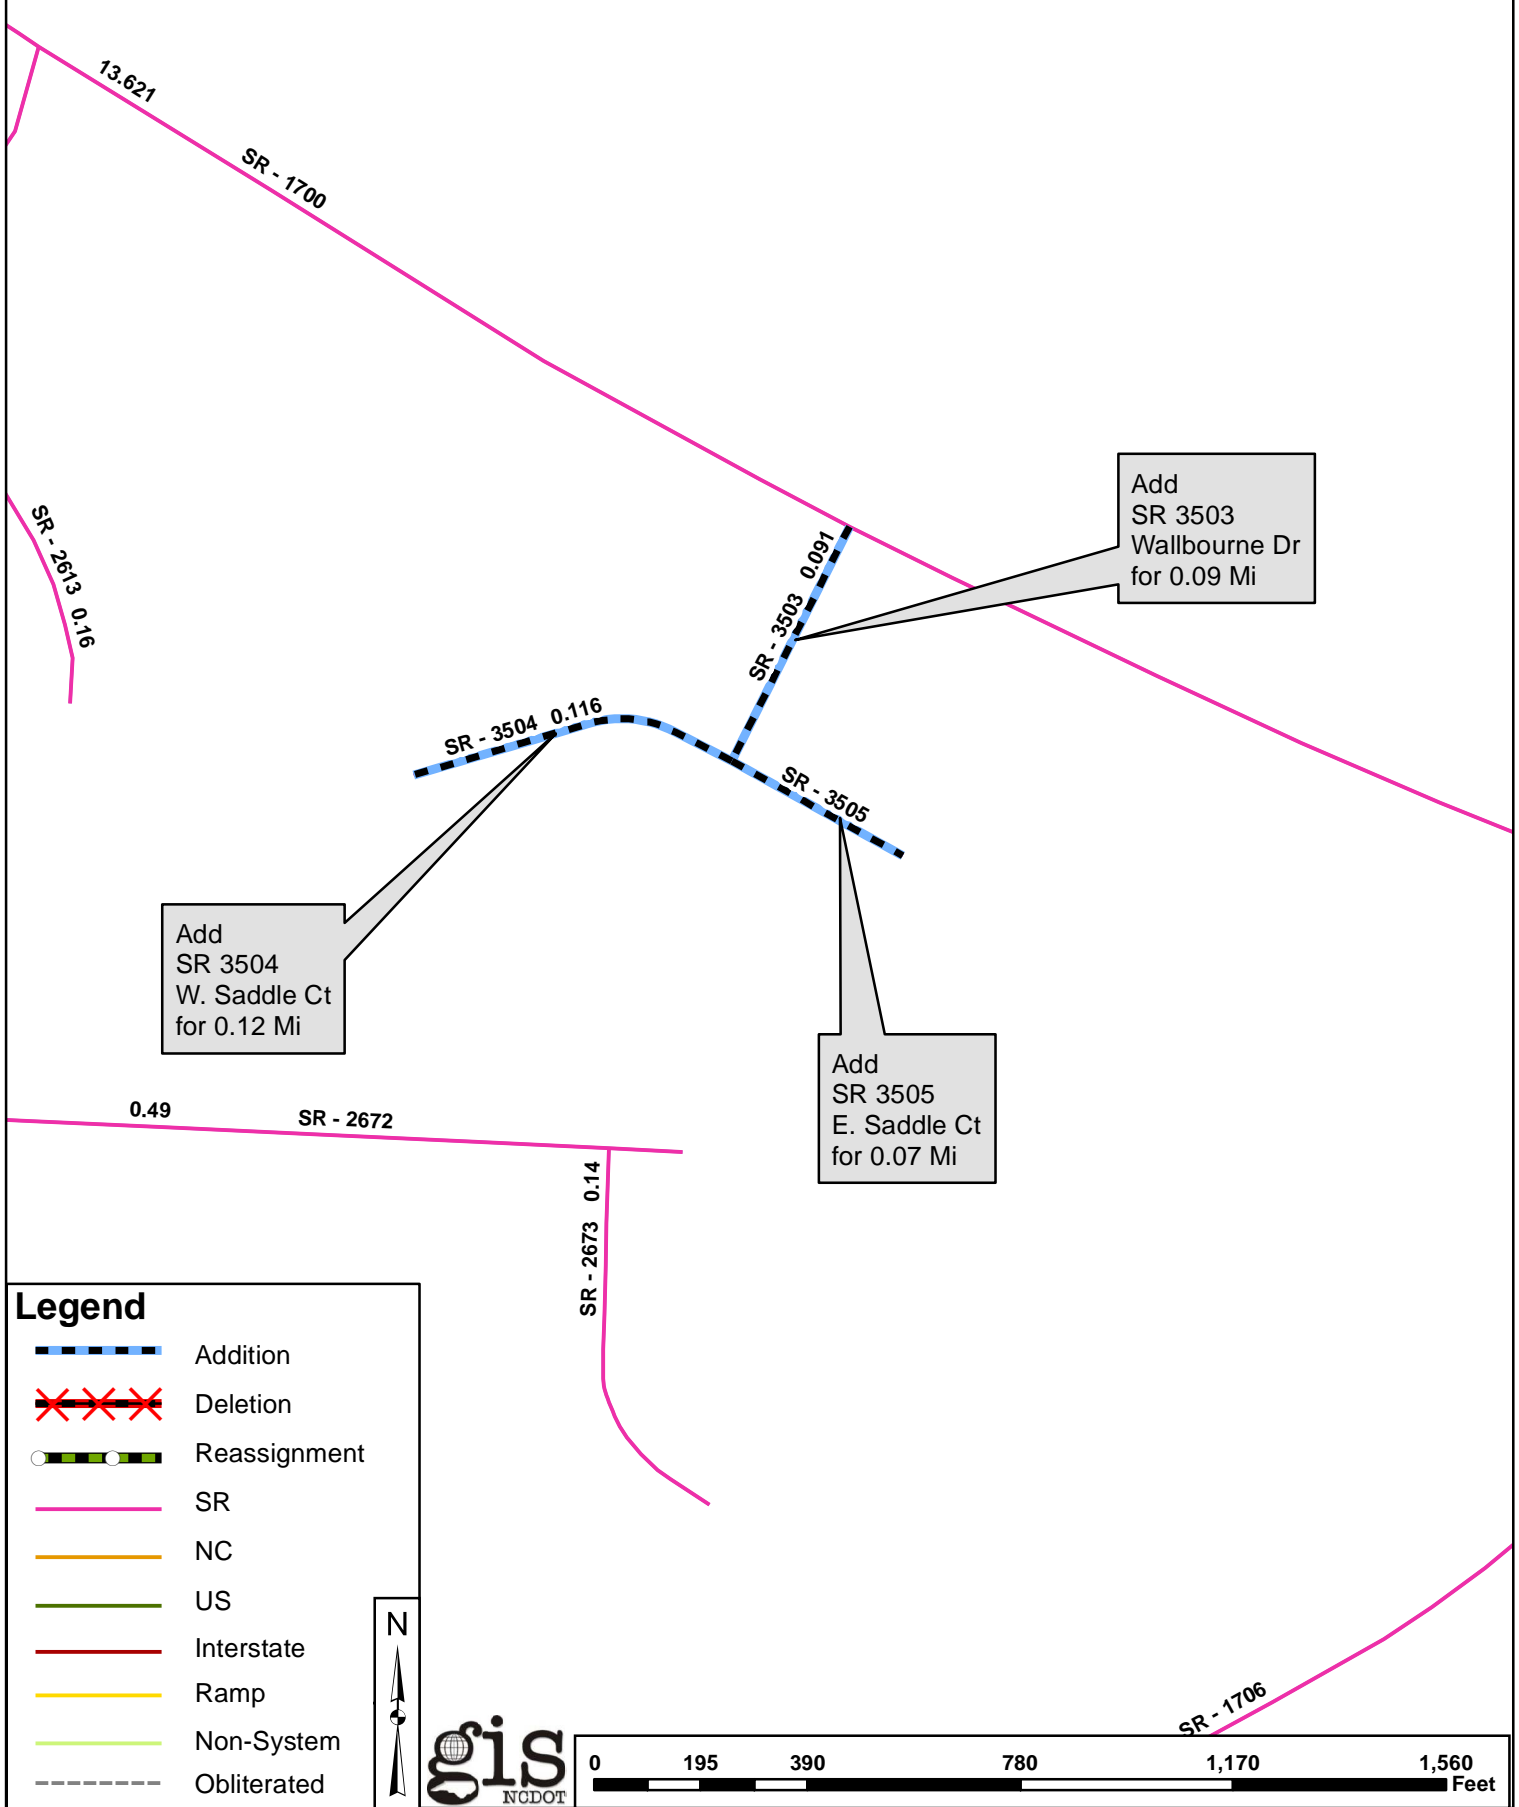 13.621
SR - 1700
Add
SR 3503
Wallbourne Dr
for 0.09 Mi
SR - 2613 0.16
SR - 3503 0.091
SR - 3504 0.116
SR - 3505
Add
SR 3504
W. Saddle Ct
for 0.12 Mi
Add
SR 3505
E. Saddle Ct
for 0.07 Mi
0.49 SR - 2672
SR - 2673 0.14
Legend
Addition
Deletion
Reassignment
SR
NC
US
Interstate
Ramp
Non-System
Obliterated
N
gis
NCDOT
SR - 1706
0 195 390 780 1,170 1,560
Feet